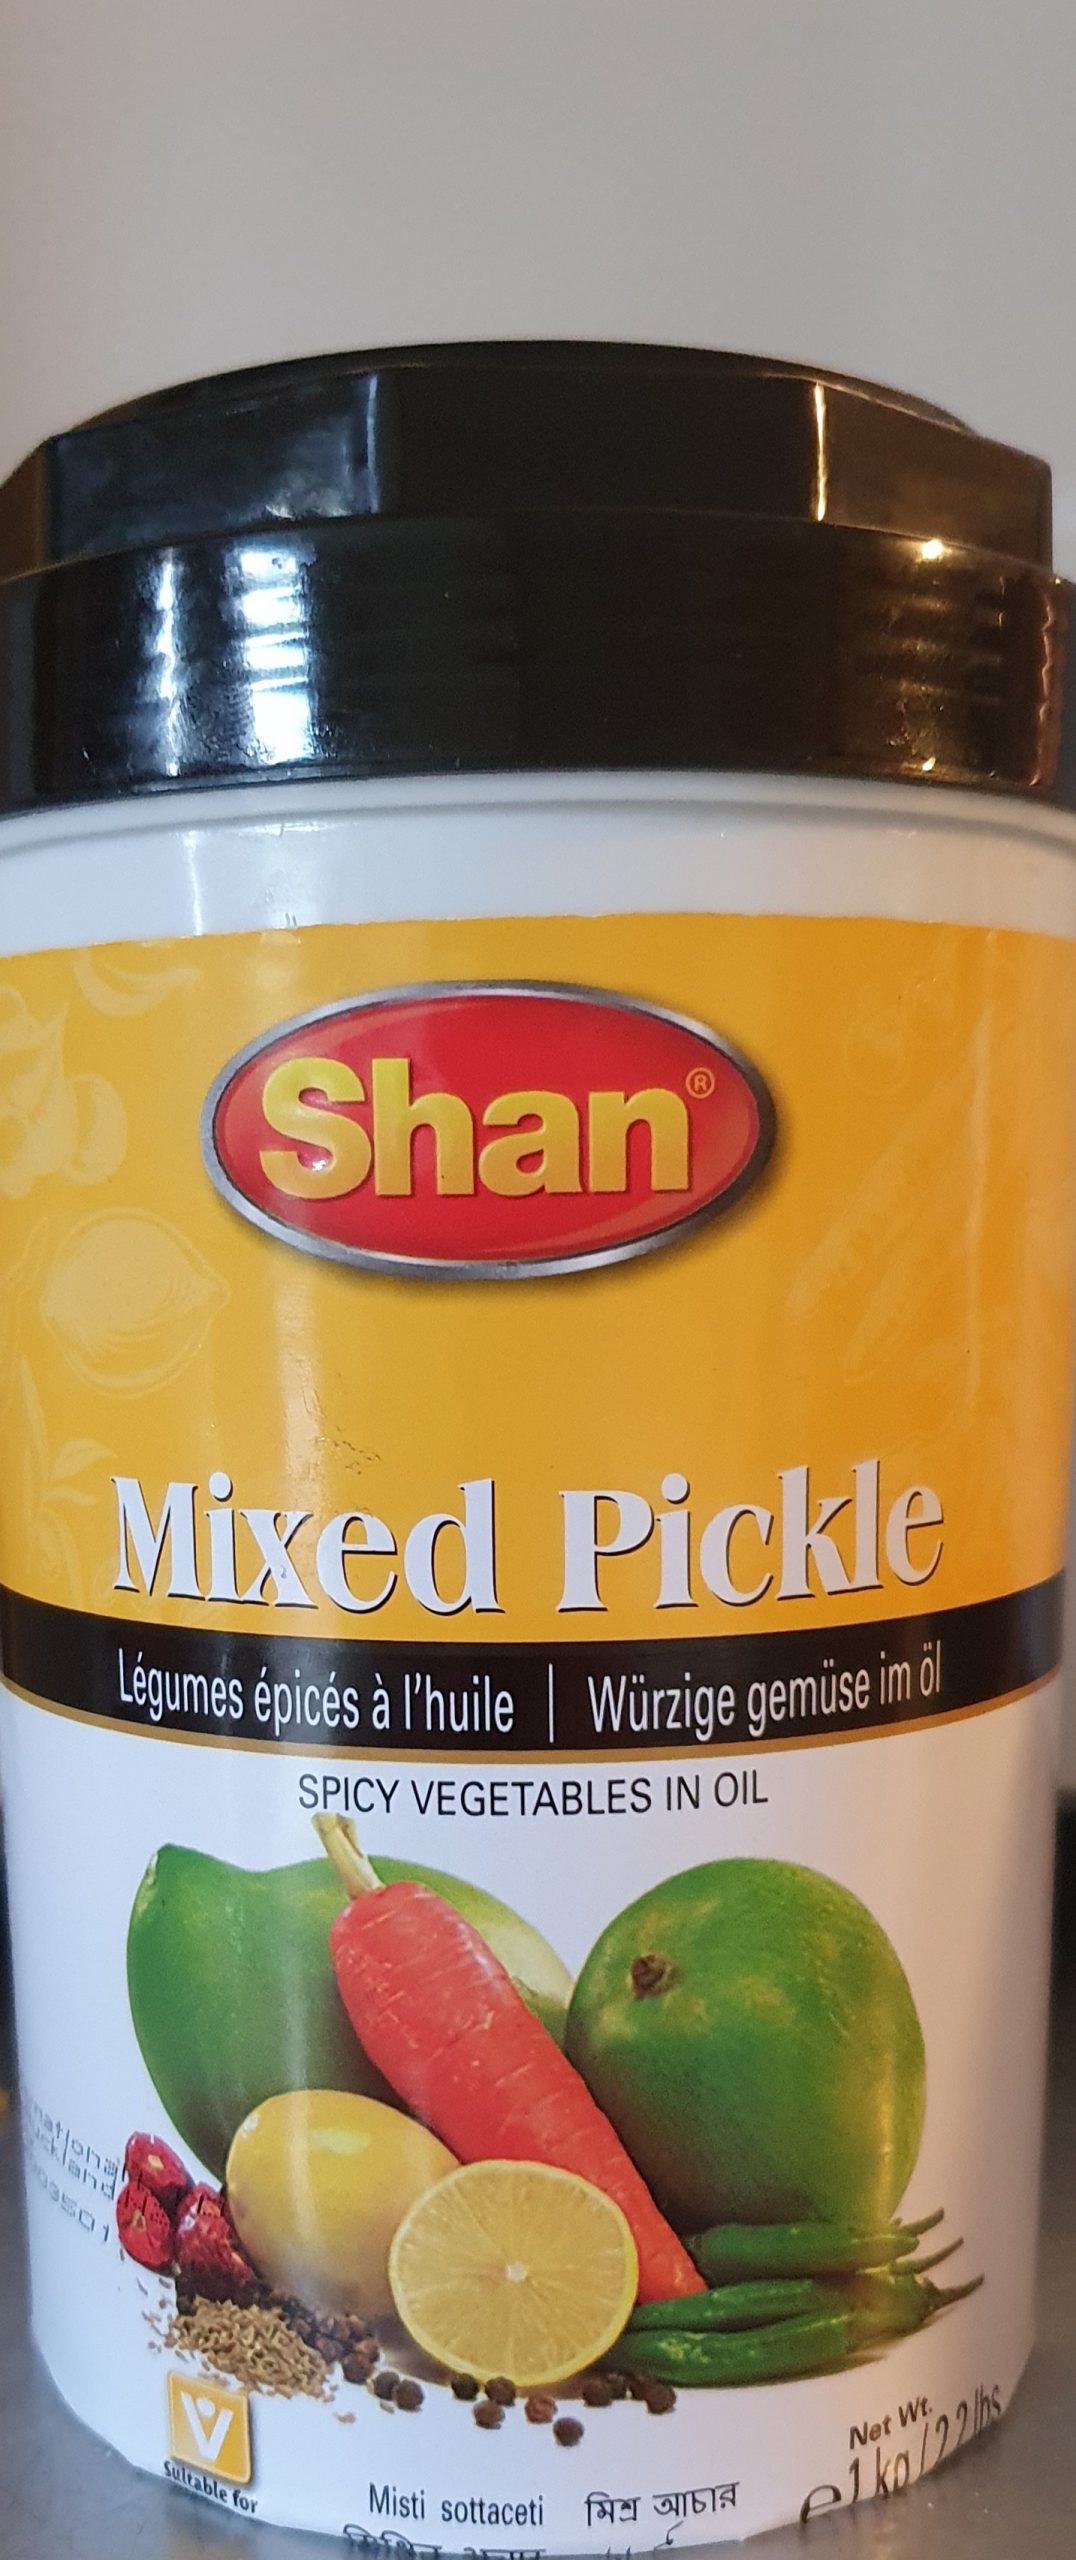 Shan®
Mixed Pickle
Légumes épicés à l'huile | Würzige gemüse im öl
SPICY VEGETABLES IN OIL
Suitable for
Net Wt.
e 1 kg / 2.2 lbs
Misti sottaceti মিশ্র আচার